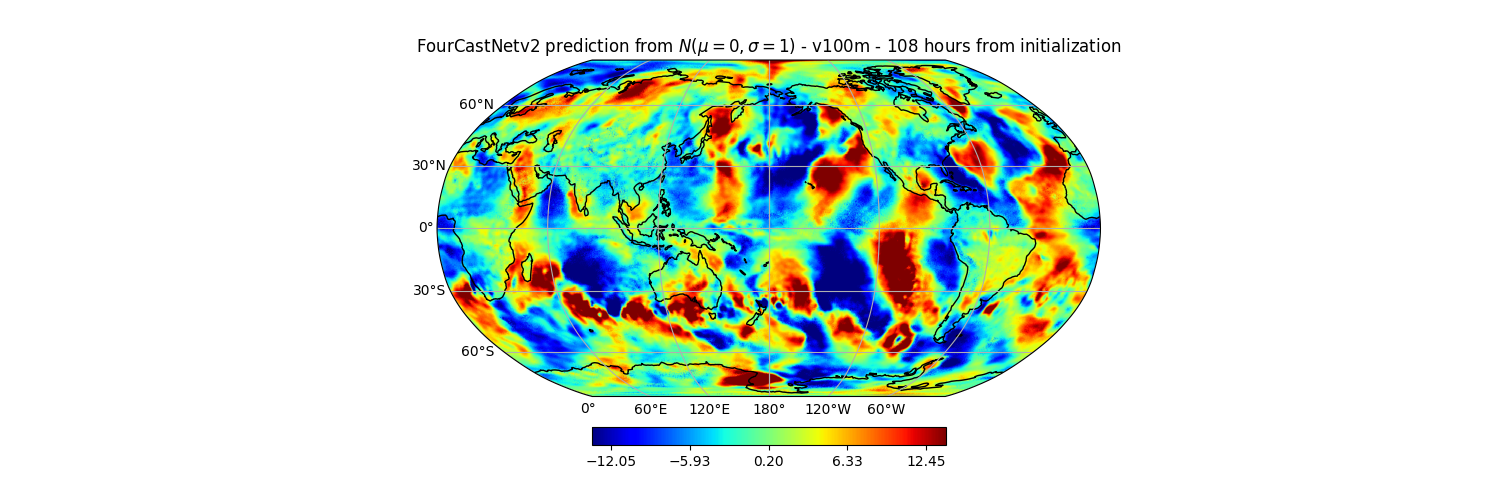 FourCastNetv2 prediction from N(μ = 0, σ = 1) - v100m - 108 hours from initialization
60°N
30°N
0°
30°S
60°S
0° 60°E 120°E 180° 120°W 60°W
−12.05 −5.93 0.20 6.33 12.45